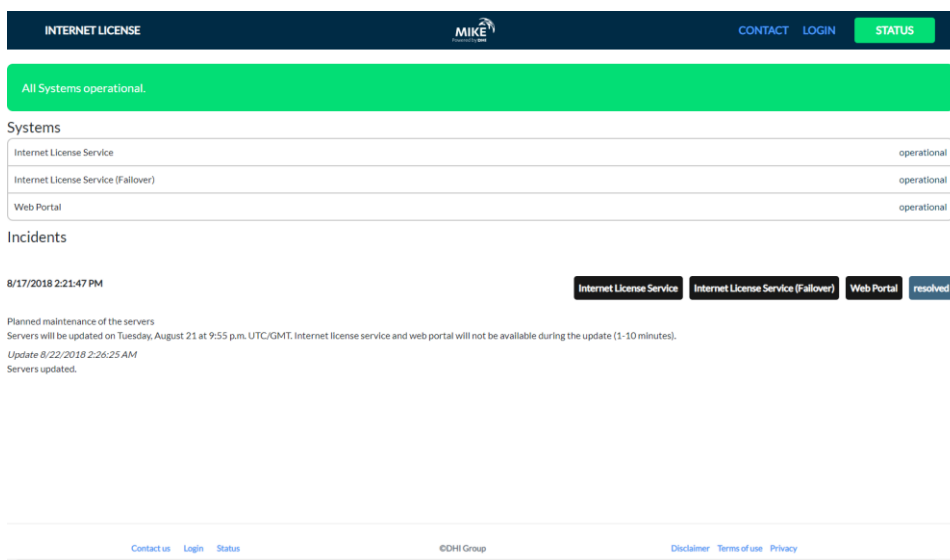 INTERNET LICENSE
MIKE
Powered by DHI
CONTACT LOGIN STATUS
All Systems operational.
Systems
Internet License Service operational
Internet License Service (Failover) operational
Web Portal operational
Incidents
8/17/2018 2:21:47 PM Internet License Service Internet License Service (Failover) Web Portal resolved
Planned maintenance of the servers
Servers will be updated on Tuesday, August 21 at 9:55 p.m. UTC/GMT. Internet license service and web portal will not be available during the update (1-10 minutes).
Update 8/22/2018 2:26:25 AM
Servers updated.
Contact us Login Status ©DHI Group Disclaimer Terms of use Privacy